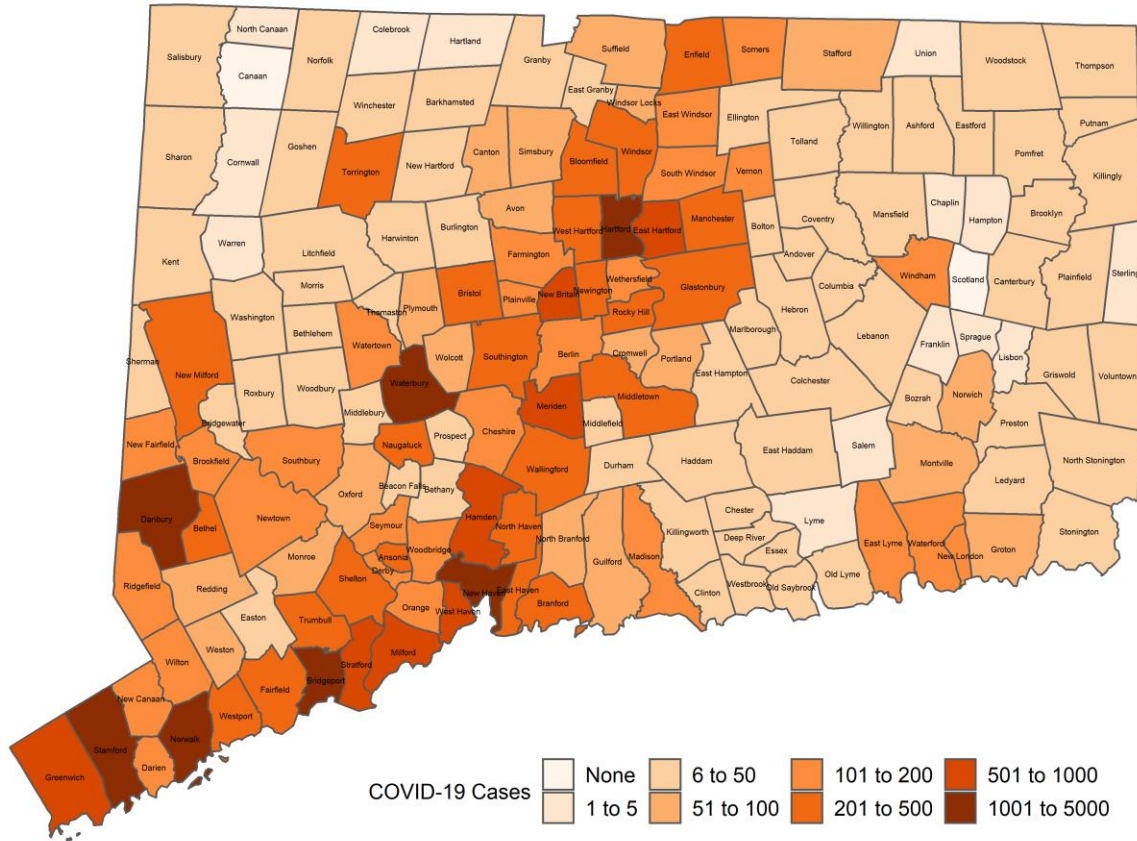 North Canaan
Colebrook
Hartland
Suffield
Enfield
Somers
Stafford
Union
Woodstock
Thompson
Salisbury
Canaan
Norfolk
Granby
East Granby
Windsor Locks
Winchester
Barkhamsted
East Windsor
Ellington
Willington
Ashford
Eastford
Putnam
Sharon
Cornwall
Goshen
Torrington
New Hartford
Canton
Simsbury
Bloomfield
Windsor
South Windsor
Vernon
Tolland
Pomfret
Killingly
Kent
Warren
Litchfield
Harwinton
Burlington
Avon
West Hartford
Hartford
East Hartford
Manchester
Bolton
Coventry
Mansfield
Chaplin
Hampton
Brooklyn
Farmington
Andover
Windham
Scotland
Canterbury
Plainfield
Sterling
Morris
Washington
Bethlehem
Thomaston
Plymouth
Bristol
Plainville
New Britain
Newington
Wethersfield
Rocky Hill
Glastonbury
Hebron
Columbia
Marlborough
Lebanon
Sherman
New Milford
Roxbury
Woodbury
Watertown
Wolcott
Southington
Berlin
Cromwell
Portland
East Hampton
Colchester
Franklin
Sprague
Lisbon
Griswold
Voluntown
Waterbury
Middlebury
Meriden
Middletown
Middlefield
Bozrah
Norwich
Preston
Bridgewater
New Fairfield
Brookfield
Southbury
Naugatuck
Prospect
Cheshire
Wallingford
Durham
Haddam
East Haddam
Salem
Montville
North Stonington
Danbury
Bethel
Newtown
Oxford
Beacon Falls
Bethany
Hamden
North Haven
Ledyard
Seymour
Woodbridge
North Branford
Guilford
Madison
Killingworth
Chester
Deep River
Essex
Lyme
East Lyme
Waterford
New London
Groton
Stonington
Ridgefield
Redding
Monroe
Ansonia
Derby
Shelton
Orange
New Haven
East Haven
Branford
Clinton
Westbrook
Old Saybrook
Old Lyme
Easton
Trumbull
West Haven
Milford
Stratford
Wilton
Weston
Fairfield
Bridgeport
New Canaan
Westport
Norwalk
Greenwich
Stamford
Darien
COVID-19 Cases
None
6 to 50
101 to 200
501 to 1000
1 to 5
51 to 100
201 to 500
1001 to 5000